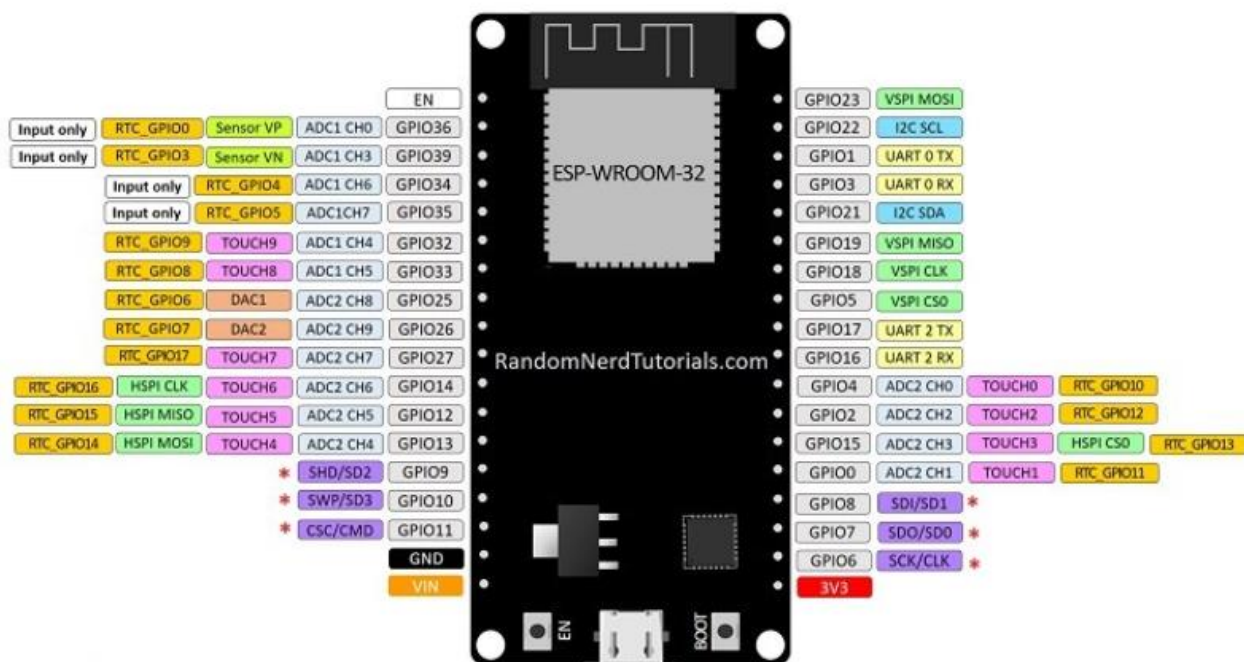 EN GPIO23 VSPI MOSI
Input only RTC_GPIO0 Sensor VP ADC1 CH0 GPIO36 GPIO22 I2C SCL
Input only RTC_GPIO3 Sensor VN ADC1 CH3 GPIO39 GPIO1 UART 0 TX
Input only RTC_GPIO4 ADC1 CH6 GPIO34 ESP-WROOM-32 GPIO3 UART 0 RX
Input only RTC_GPIO5 ADC1CH7 GPIO35 GPIO21 I2C SDA
RTC_GPIO9 TOUCH9 ADC1 CH4 GPIO32 GPIO19 VSPI MISO
RTC_GPIO8 TOUCH8 ADC1 CH5 GPIO33 GPIO18 VSPI CLK
RTC_GPIO6 DAC1 ADC2 CH8 GPIO25 GPIO5 VSPI CS0
RTC_GPIO7 DAC2 ADC2 CH9 GPIO26 GPIO17 UART 2 TX
RTC_GPIO17 TOUCH7 ADC2 CH7 GPIO27 RandomNerdTutorials.com GPIO16 UART 2 RX
RTC_GPIO16 HSPI CLK TOUCH6 ADC2 CH6 GPIO14 GPIO4 ADC2 CH0 TOUCH0 RTC_GPIO10
RTC_GPIO15 HSPI MISO TOUCH5 ADC2 CH5 GPIO12 GPIO2 ADC2 CH2 TOUCH2 RTC_GPIO12
RTC_GPIO14 HSPI MOSI TOUCH4 ADC2 CH4 GPIO13 GPIO15 ADC2 CH3 TOUCH3 HSPI CS0 RTC_GPIO13
* SHD/SD2 GPIO9 GPIO0 ADC2 CH1 TOUCH1 RTC_GPIO11
* SWP/SD3 GPIO10 GPIO8 SDI/SD1 *
* CSC/CMD GPIO11 GPIO7 SDO/SD0 *
GND GPIO6 SCK/CLK *
VIN 3V3
EN BOOT